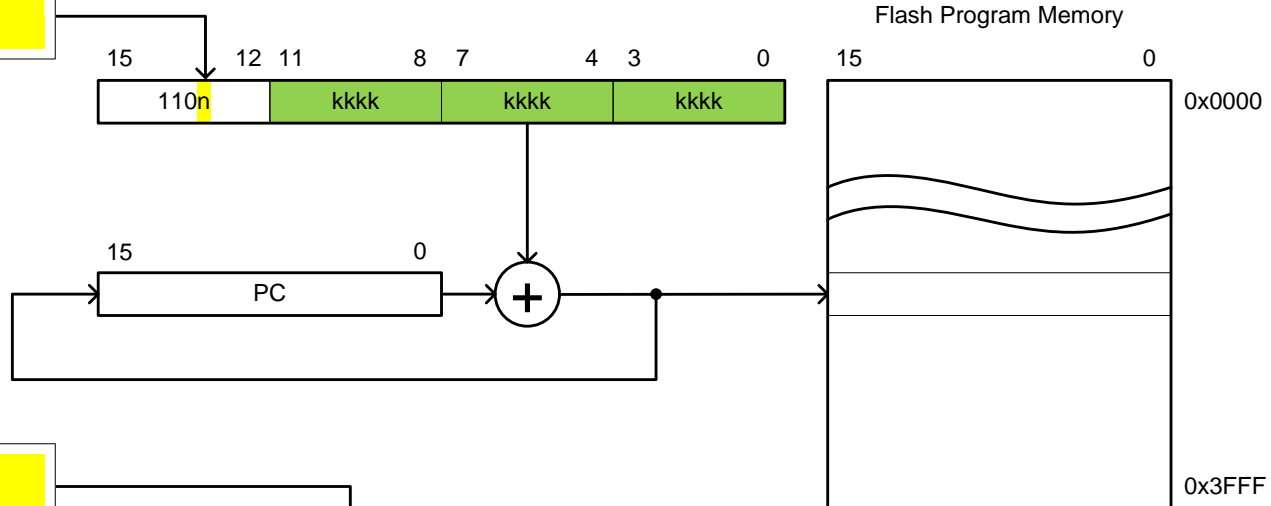 Flash Program Memory
15 12 11 8 7 4 3 0 15 0
110n kkkk kkkk kkkk 0x0000
15 0
PC
+
0x3FFF